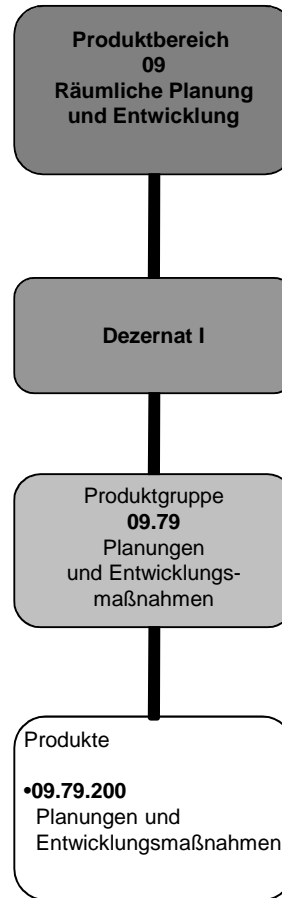 Produktbereich
09
Räumliche Planung
und Entwicklung
Dezernat I
Produktgruppe
09.79
Planungen
und Entwicklungs-
maßnahmen
Produkte
•09.79.200
Planungen und
Entwicklungsmaßnahmen